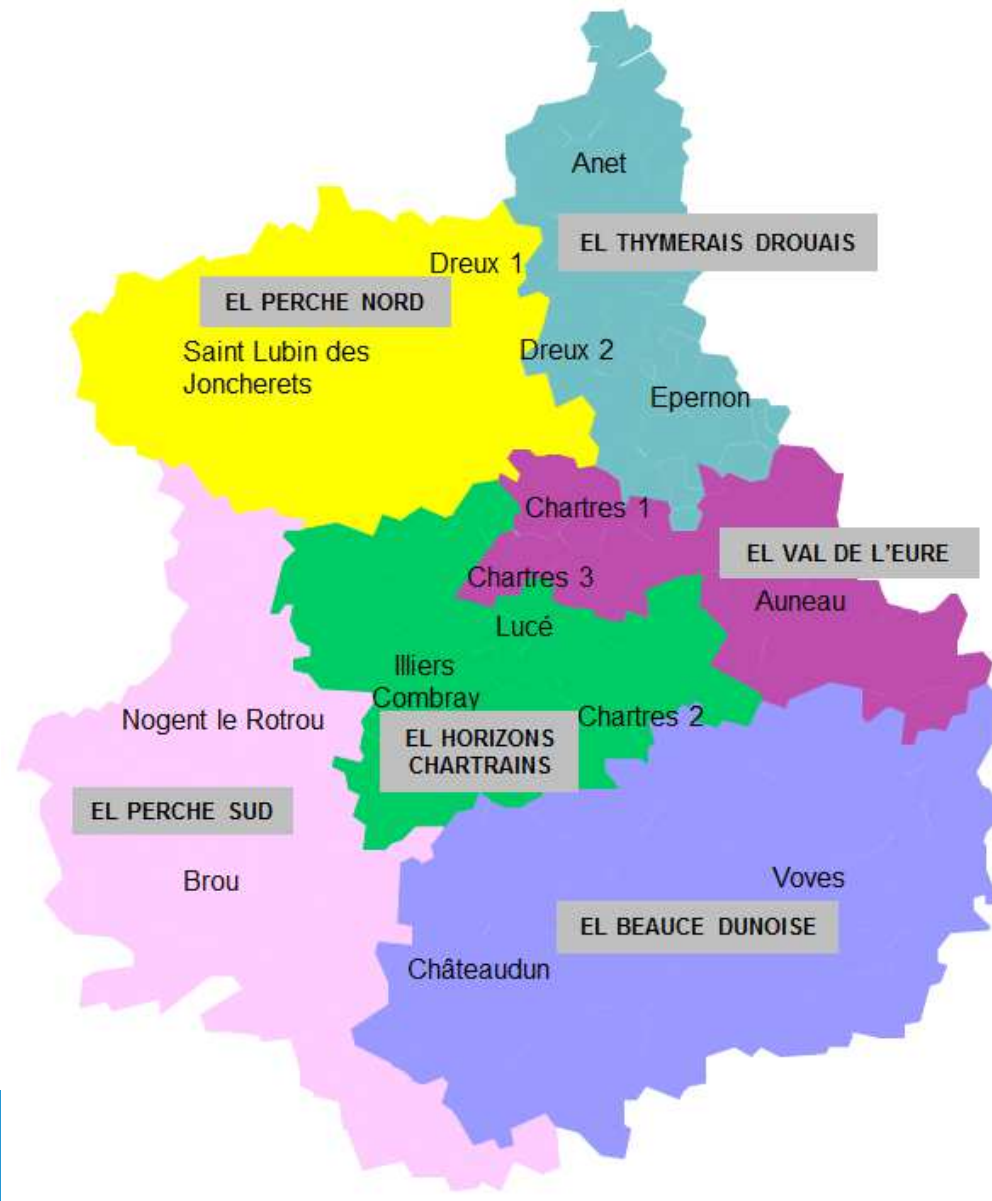 Anet
EL THYMERAIS DROUAIS
Dreux 1
EL PERCHE NORD
Saint Lubin des
Joncherets
Dreux 2
Epernon
Chartres 1
EL VAL DE L'EURE
Chartres 3
Auneau
Lucé
Illiers
Combray
Nogent le Rotrou
Chartres 2
EL HORIZONS
CHARTRAINS
EL PERCHE SUD
Brou
Voves
EL BEAUCE DUNOISE
Châteaudun